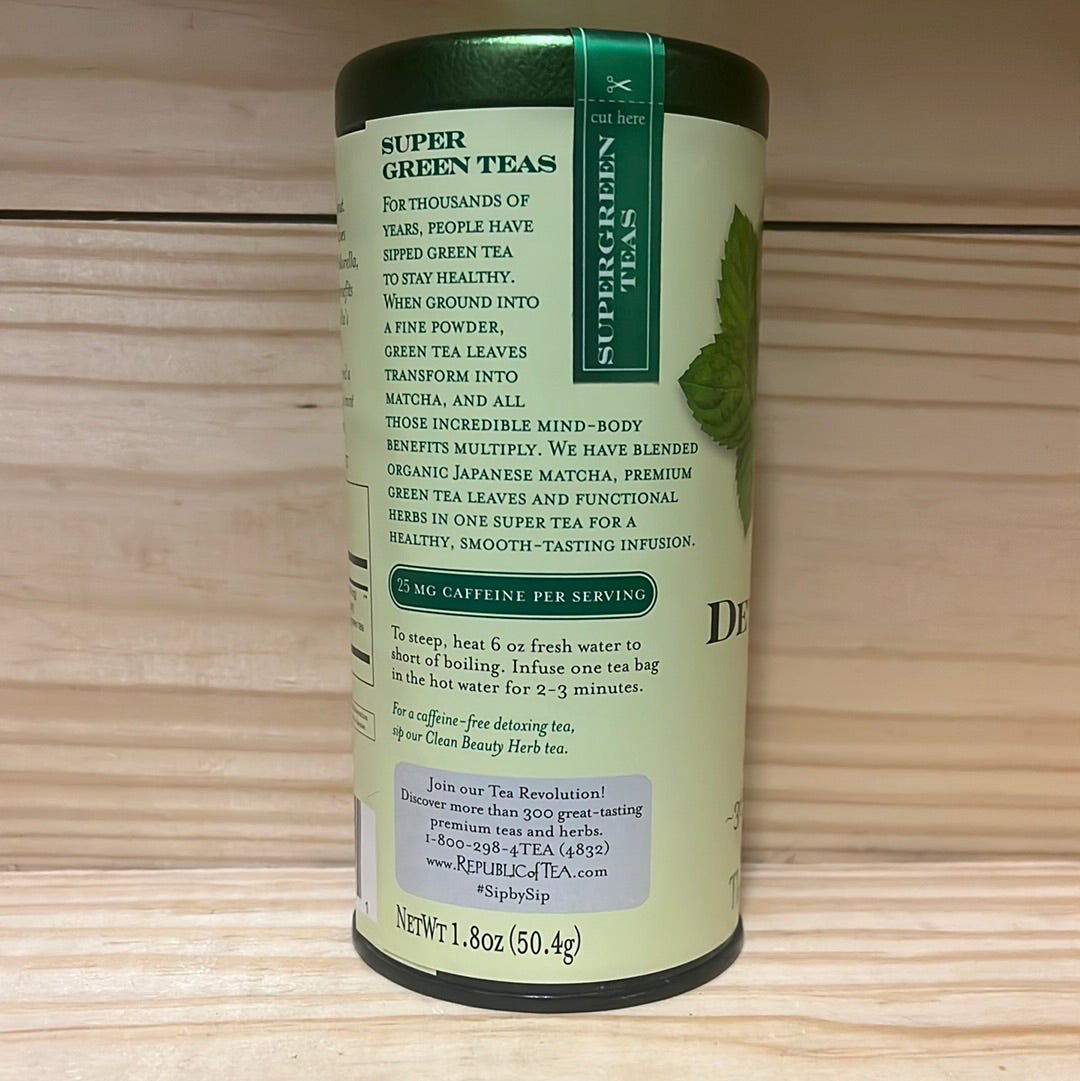 SUPER
GREEN TEAS
FOR THOUSANDS OF
YEARS, PEOPLE HAVE
SIPPED GREEN TEA
TO STAY HEALTHY.
WHEN GROUND INTO
A FINE POWDER,
GREEN TEA LEAVES
TRANSFORM INTO
MATCHA, AND ALL
THOSE INCREDIBLE MIND-BODY
BENEFITS MULTIPLY. WE HAVE BLENDED
ORGANIC JAPANESE MATCHA, PREMIUM
GREEN TEA LEAVES AND FUNCTIONAL
HERBS IN ONE SUPER TEA FOR A
HEALTHY, SMOOTH-TASTING INFUSION.
25 MG CAFFEINE PER SERVING
To steep, heat 6 oz fresh water to
short of boiling. Infuse one tea bag
in the hot water for 2-3 minutes.
For a caffeine-free detoxing tea,
sip our Clean Beauty Herb tea.
Join our Tea Revolution!
Discover more than 300 great-tasting
premium teas and herbs.
1-800-298-4TEA (4832)
www.REPUBLICofTEA.com
#SipbySip
NETWT 1.8oz (50.4g)
cut here
SUPERGREEN
TEAS
DE